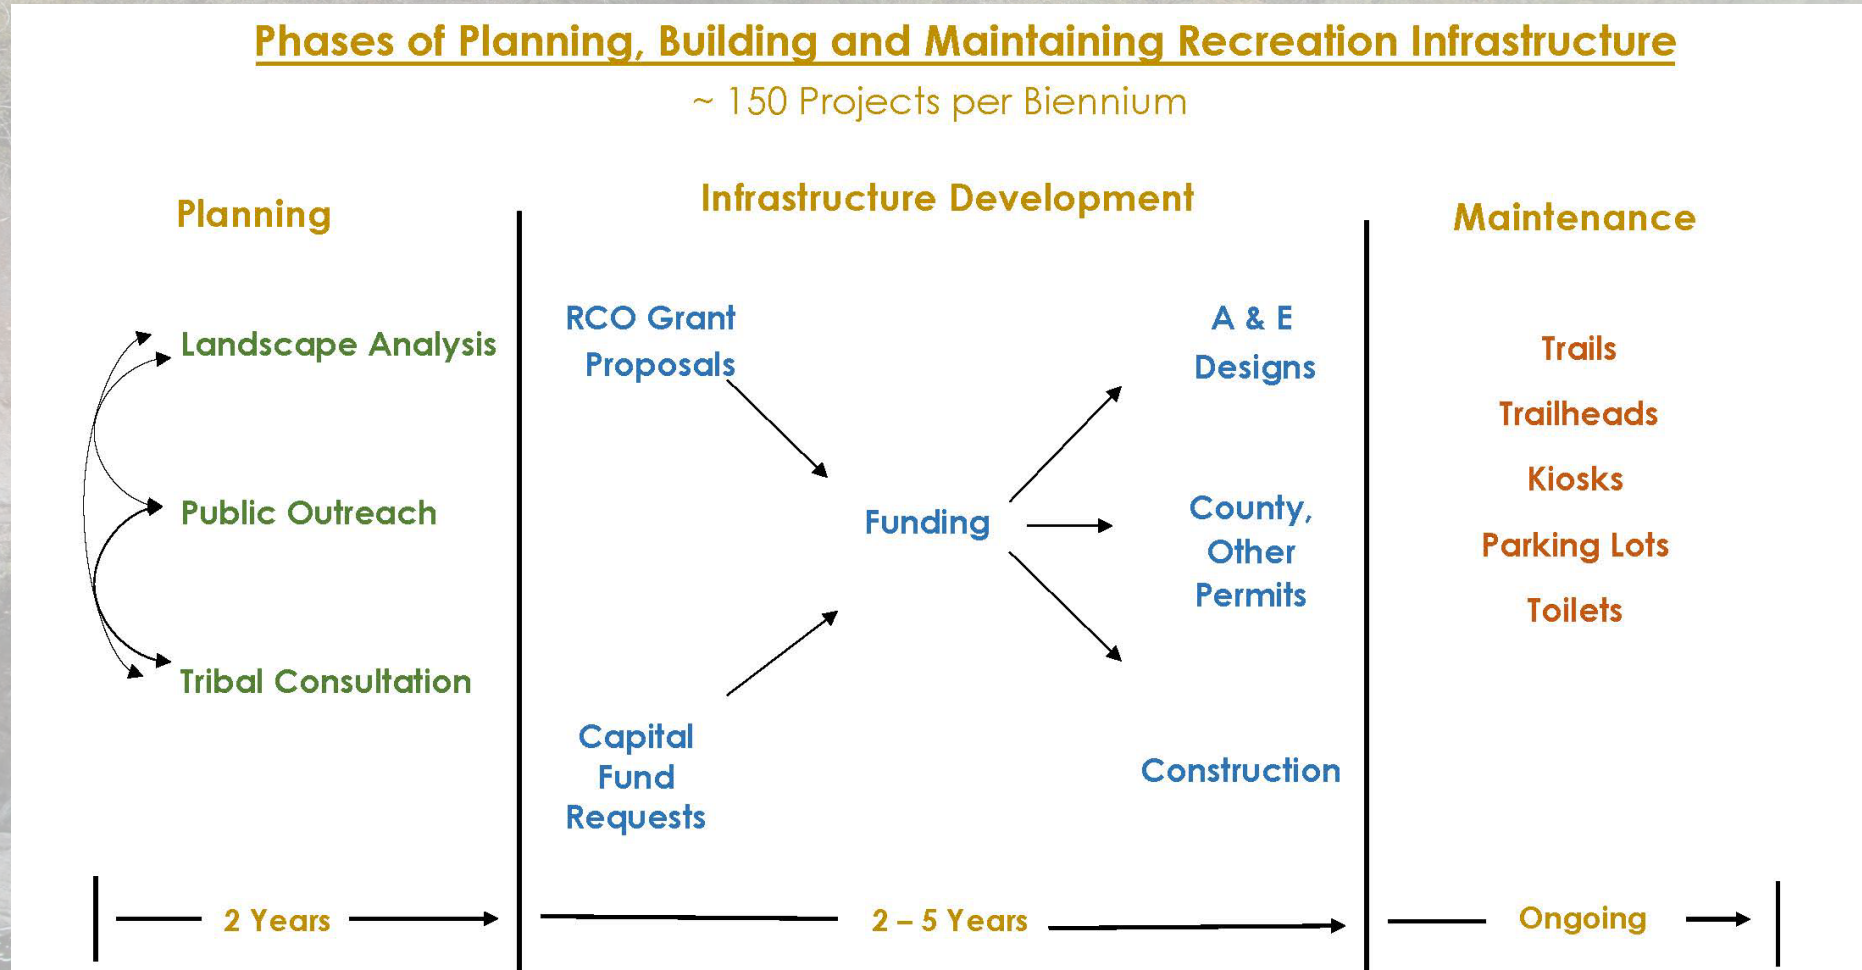 Phases of Planning, Building and Maintaining Recreation Infrastructure
~ 150 Projects per Biennium
Planning
Landscape Analysis
Public Outreach
Tribal Consultation
2 Years
Infrastructure Development
RCO Grant
Proposals
Capital
Fund
Requests
Funding
A & E
Designs
County,
Other
Permits
Construction
2 – 5 Years
Maintenance
Trails
Trailheads
Kiosks
Parking Lots
Toilets
Ongoing